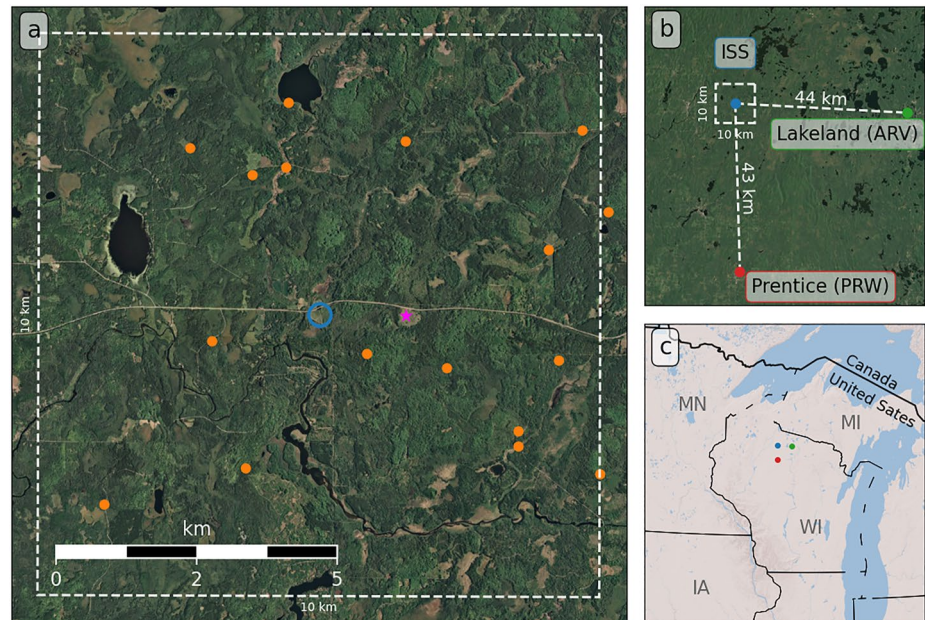 a
10 km
km
0 2 5
10 km
b
ISS
10 km
10 km
44 km
Lakeland (ARV)
43 km
Prentice (PRW)
c
Canada
United Sates
MN
MI
WI
IA